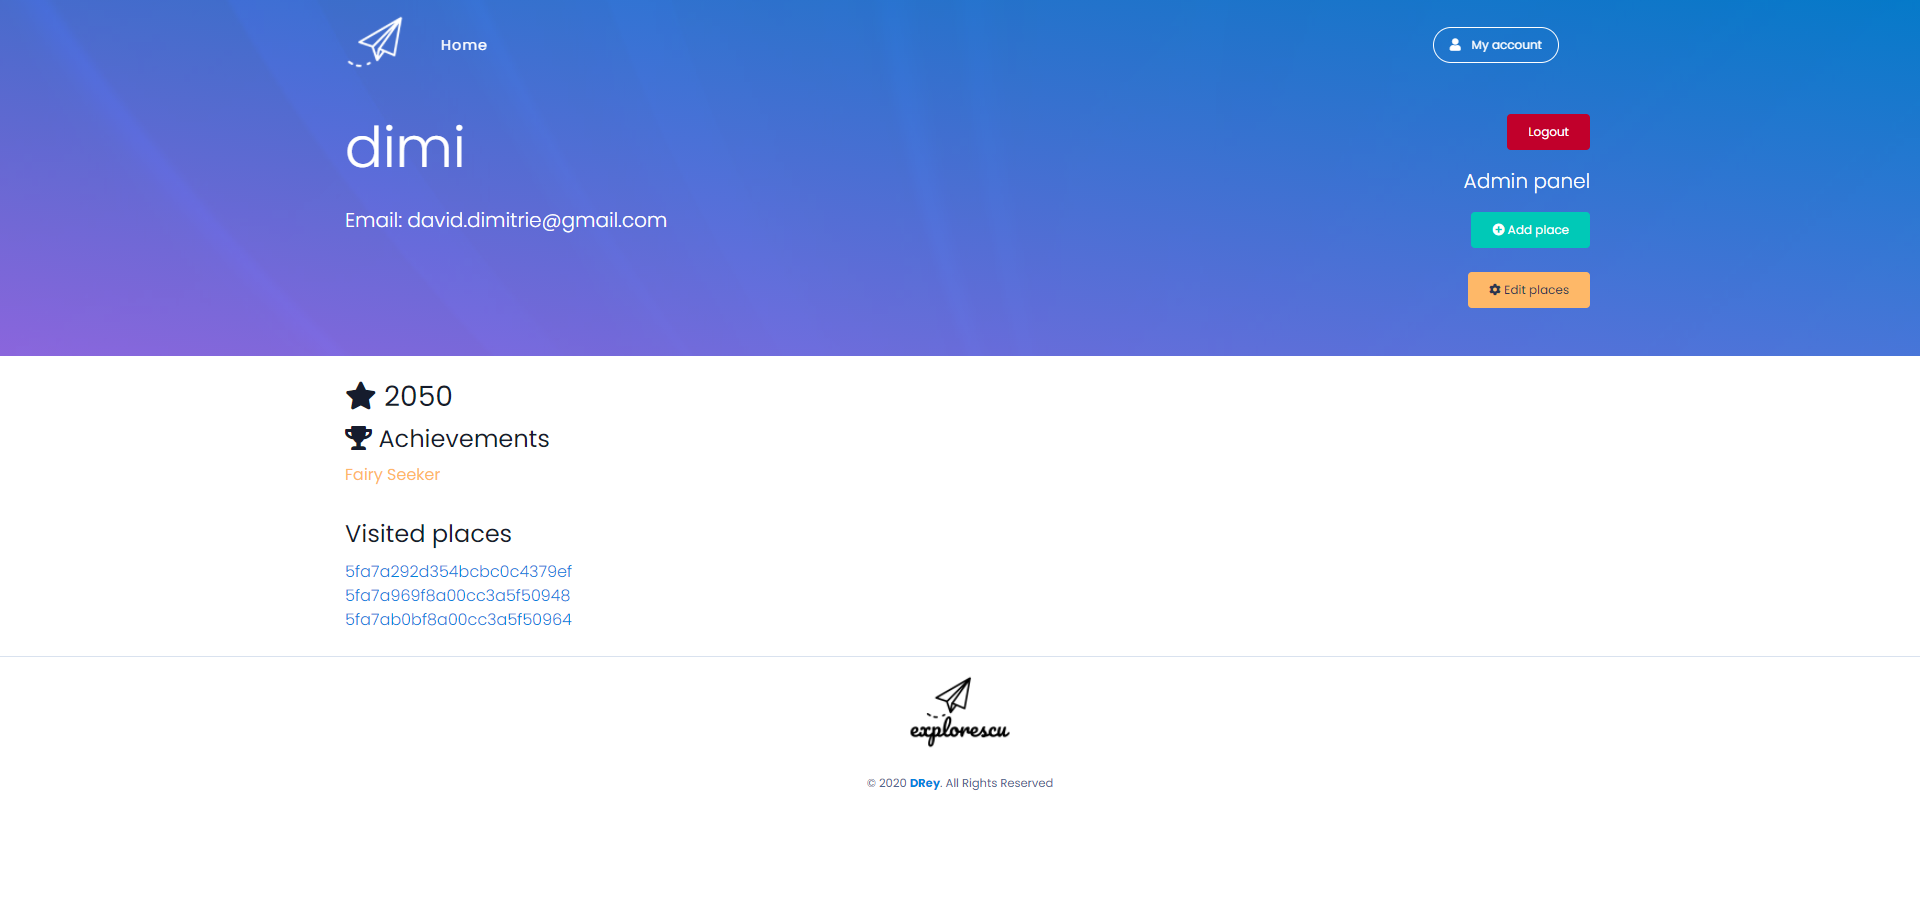 Home
My account
dimi
Logout
Admin panel
Email: david.dimitrie@gmail.com
Add place
Edit places
2050
Achievements
Fairy Seeker
Visited places
5fa7a292d354bcbc0c4379ef
5fa7a969f8a00cc3a5f50948
5fa7ab0bf8a00cc3a5f50964
explorescu
© 2020 DRey. All Rights Reserved